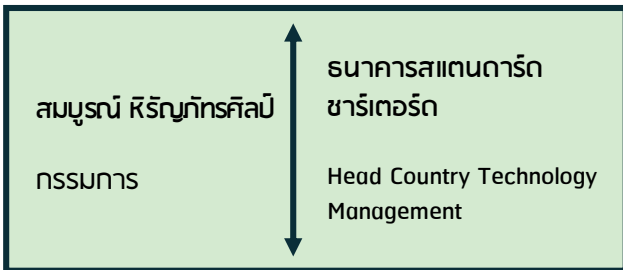 สมบูรณ์ หิรัญภัทรศิลป์
กรรมการ
ธนาคารสแตนดาร์ด
ชาร์เตอร์ด
Head Country Technology
Management